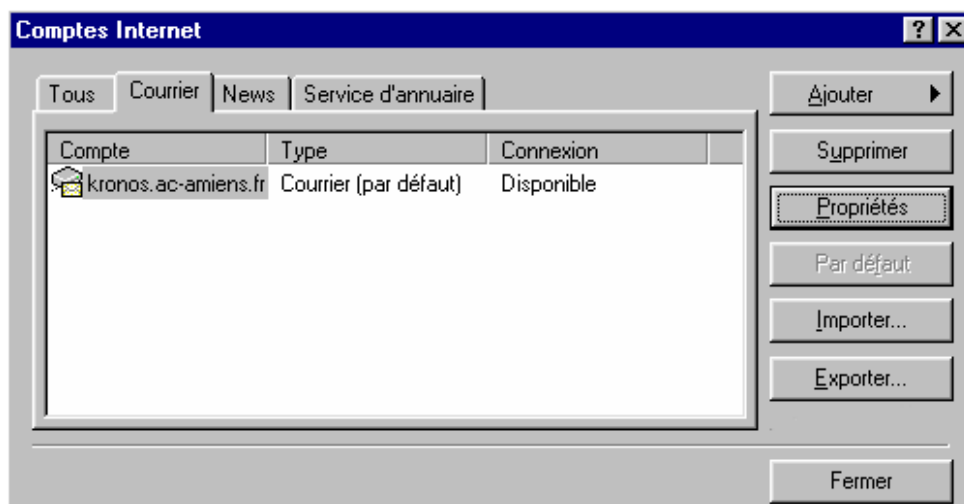 Comptes Internet
Tous Courrier News Service d'annuaire
Compte Type Connexion
kronos.ac-amiens.fr Courrier (par défaut) Disponible
Ajouter
Supprimer
Propriétés
Par défaut
Importer...
Exporter...
Fermer